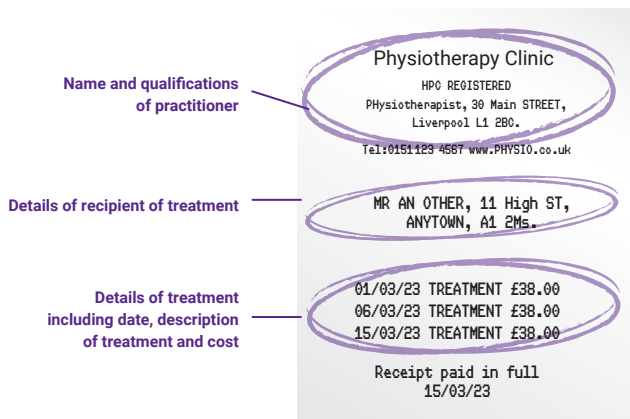 Name and qualifications
of practitioner
Details of recipient of treatment
Details of treatment
including date, description
of treatment and cost
Physiotherapy Clinic
HPC REGISTERED
PHysiotherapist, 30 Main STREET,
Liverpool L1 2BC.
Tel:0151123 4567 www.PHYSIO.co.uk
MR AN OTHER, 11 High ST,
ANYTOWN, A1 2Ms.
01/03/23 TREATMENT £38.00
06/03/23 TREATMENT £38.00
15/03/23 TREATMENT £38.00
Receipt paid in full
15/03/23